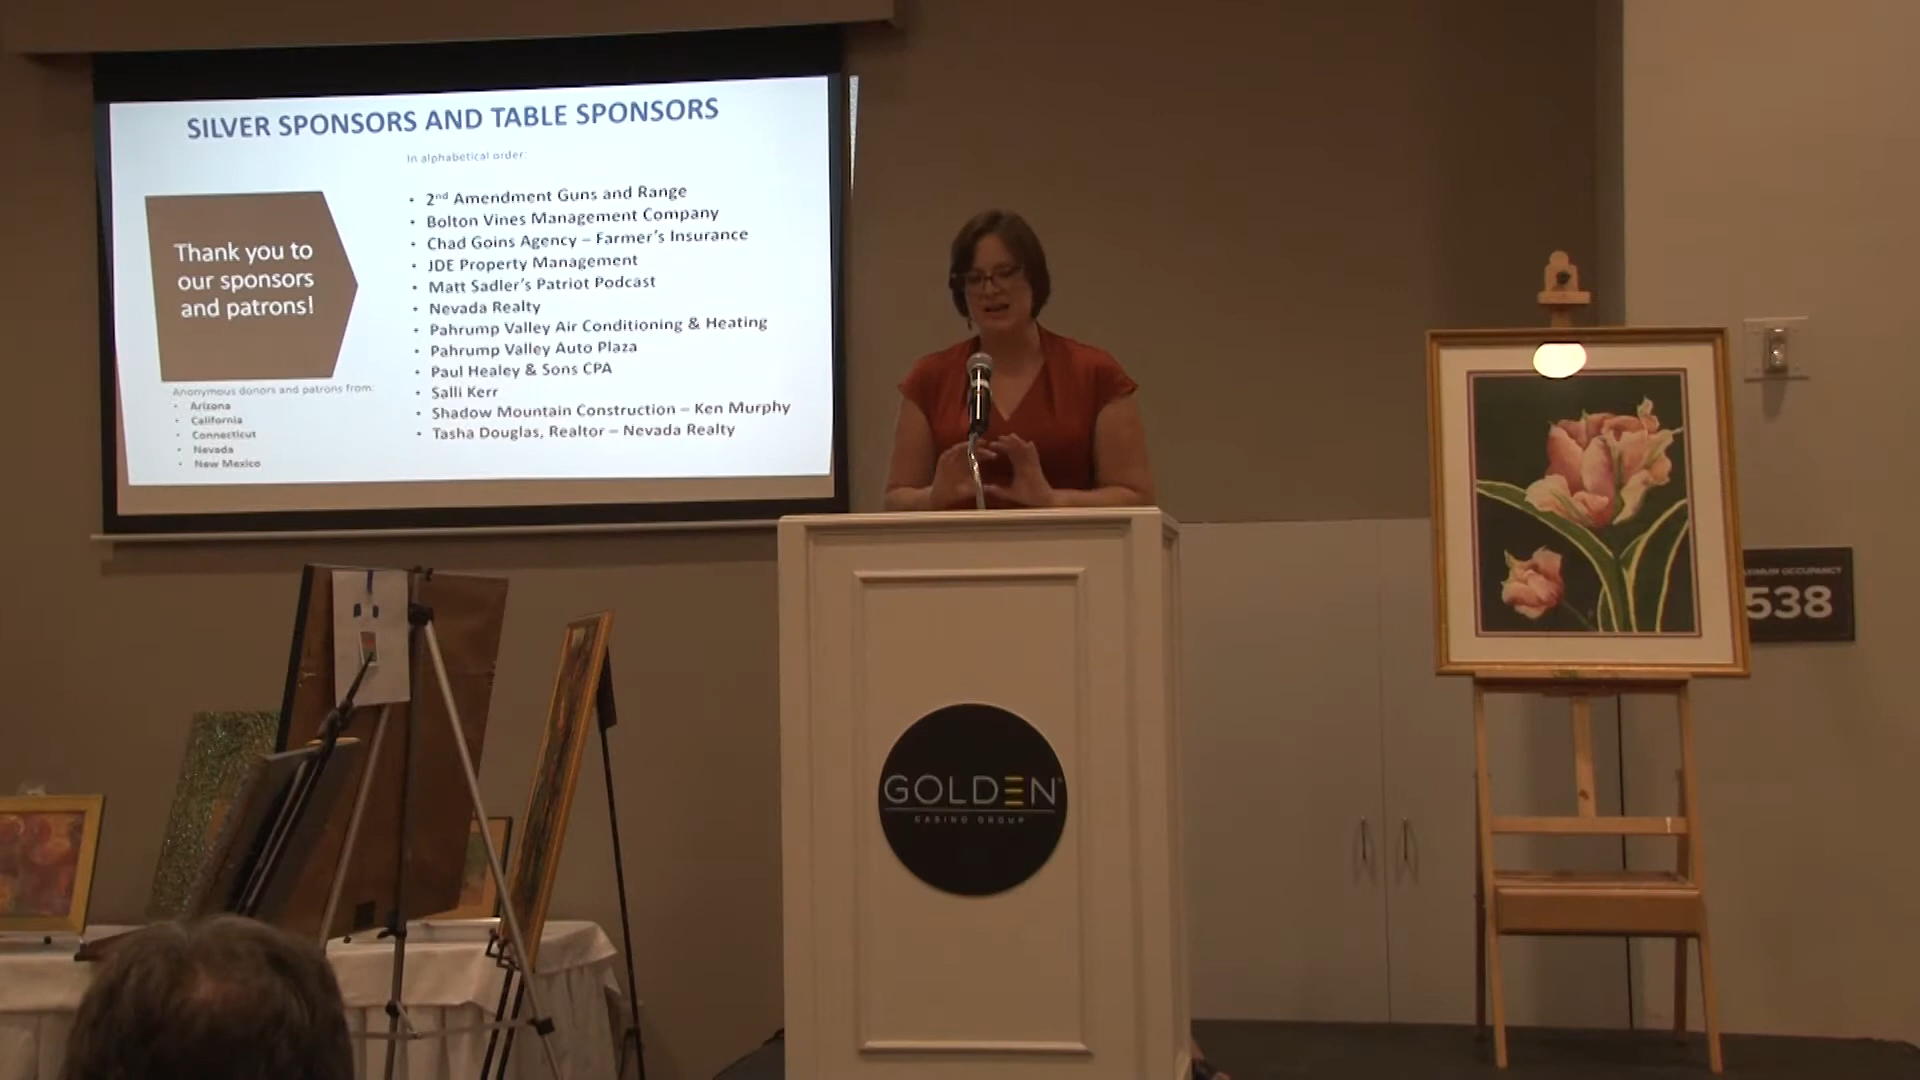 SILVER SPONSORS AND TABLE SPONSORS
In alphabetical order:
• 2nd Amendment Guns and Range
• Bolton Vines Management Company
• Chad Goins Agency – Farmer's Insurance
• JDE Property Management
• Matt Sadler's Patriot Podcast
• Nevada Realty
• Pahrump Valley Air Conditioning & Heating
• Pahrump Valley Auto Plaza
• Paul Healey & Sons CPA
• Salli Kerr
• Shadow Mountain Construction – Ken Murphy
• Tasha Douglas, Realtor – Nevada Realty
Thank you to
our sponsors
and patrons!
Anonymous donors and patrons from:
• Arizona
• California
• Connecticut
• Nevada
• New Mexico
GOLDEN
CASINO GROUP
OCCUPANCY
538